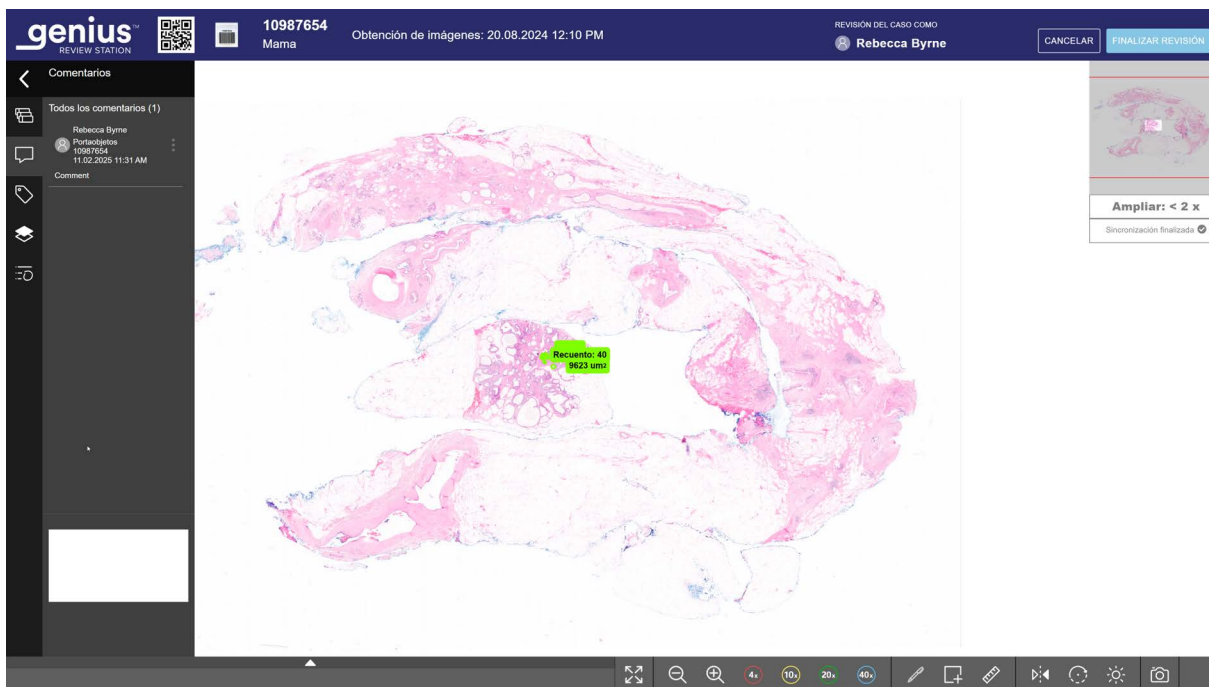 genius™
REVIEW STATION
10987654
Mama
Obtención de imágenes: 20.08.2024 12:10 PM
REVISIÓN DEL CASO COMO
Rebecca Byrne
CANCELAR
FINALIZAR REVISIÓN
Comentarios
Todos los comentarios (1)
Rebecca Byrne
Portaobjetos
10987654
11.02.2025 11:31 AM
Comment
Recuento: 40
9623 um2
Ampliar: < 2 x
Sincronización finalizada
4x
10x
20x
40x